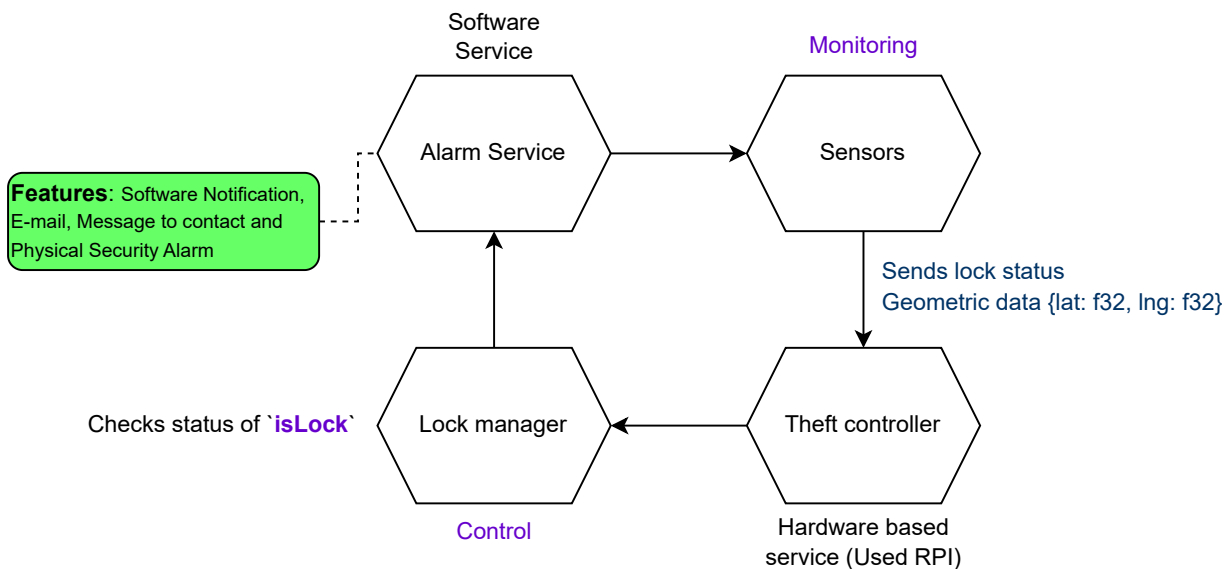 Software
Service
Monitoring
Alarm Service
Sensors
Features: Software Notification,
E-mail, Message to contact and
Physical Security Alarm
Sends lock status
Geometric data {lat: f32, lng: f32}
Checks status of `isLock`
Lock manager
Theft controller
Control
Hardware based
service (Used RPI)